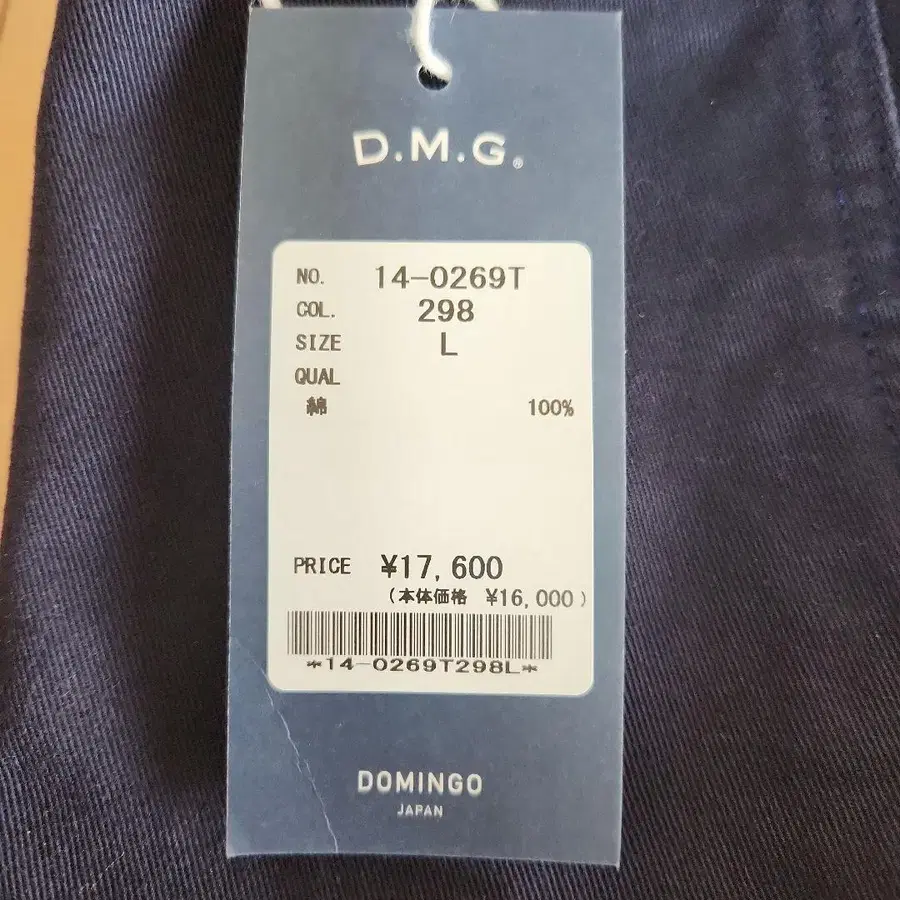 D.M.G.®
NO. 14-0269T
COL. 298
SIZE L
QUAL
綿 100%
PRICE ¥17,600
(本体価格 ¥16,000)
*14-0269T298L*
DOMINGO
JAPAN